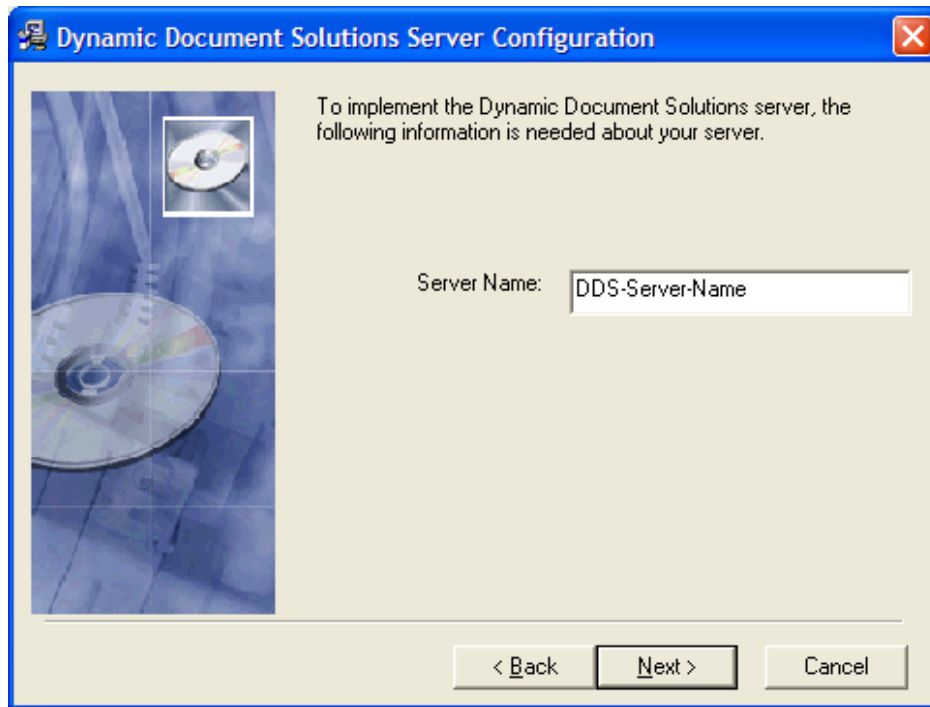 Dynamic Document Solutions Server Configuration
To implement the Dynamic Document Solutions server, the
following information is needed about your server.
Server Name: DDS-Server-Name
< Back Next > Cancel